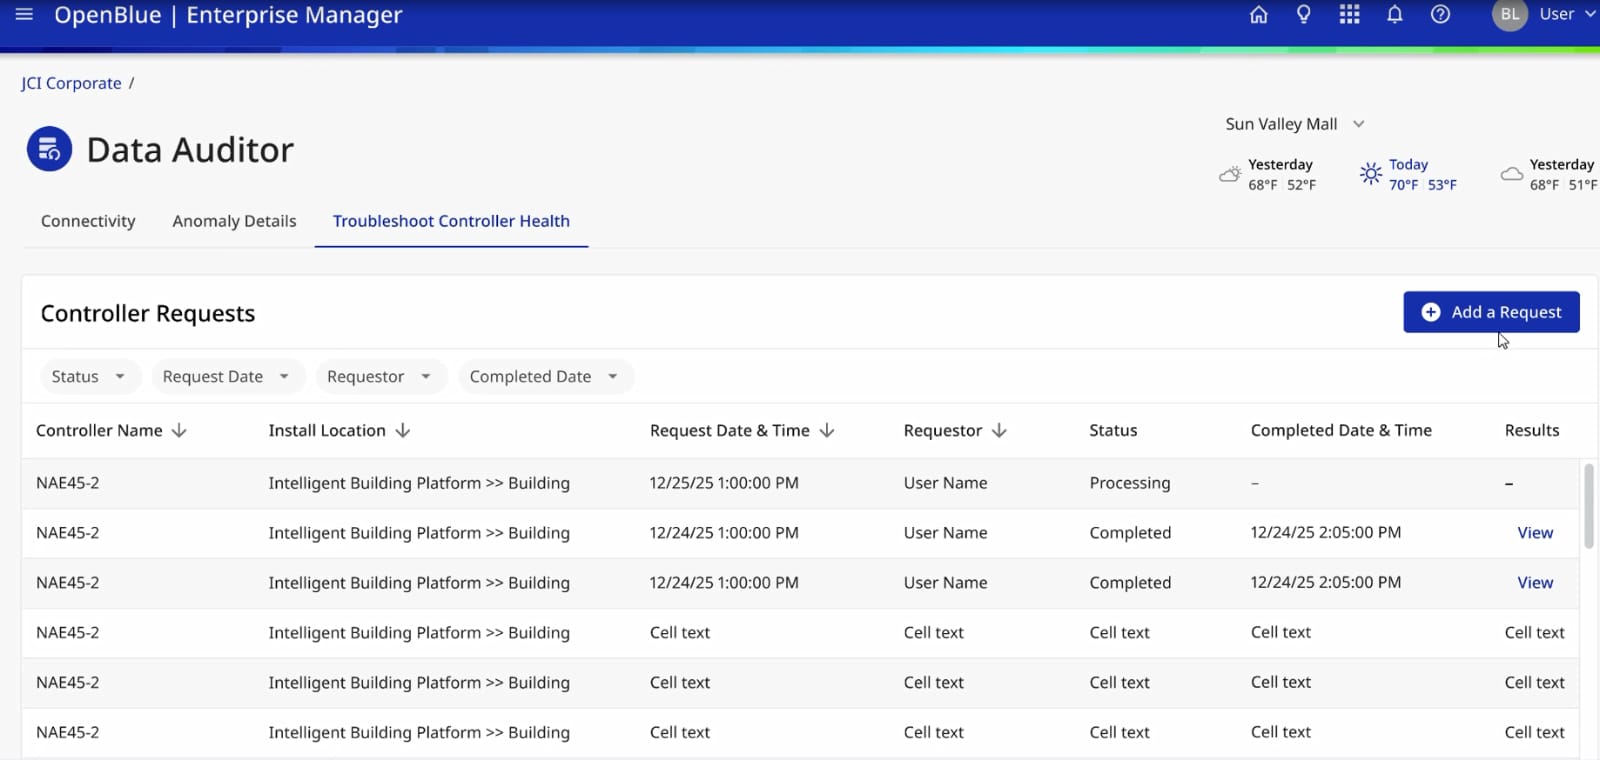 OpenBlue | Enterprise Manager
BL User
JCI Corporate /
Data Auditor
Sun Valley Mall
Yesterday
68°F 52°F
Today
70°F 53°F
Yesterday
68°F 51°F
Connectivity Anomaly Details Troubleshoot Controller Health
Controller Requests
Add a Request
Status Request Date Requestor Completed Date
Controller Name Install Location Request Date & Time Requestor Status Completed Date & Time Results
NAE45-2 Intelligent Building Platform >> Building 12/25/25 1:00:00 PM User Name Processing – –
NAE45-2 Intelligent Building Platform >> Building 12/24/25 1:00:00 PM User Name Completed 12/24/25 2:05:00 PM View
NAE45-2 Intelligent Building Platform >> Building 12/24/25 1:00:00 PM User Name Completed 12/24/25 2:05:00 PM View
NAE45-2 Intelligent Building Platform >> Building Cell text Cell text Cell text Cell text Cell text
NAE45-2 Intelligent Building Platform >> Building Cell text Cell text Cell text Cell text Cell text
NAE45-2 Intelligent Building Platform >> Building Cell text Cell text Cell text Cell text Cell text